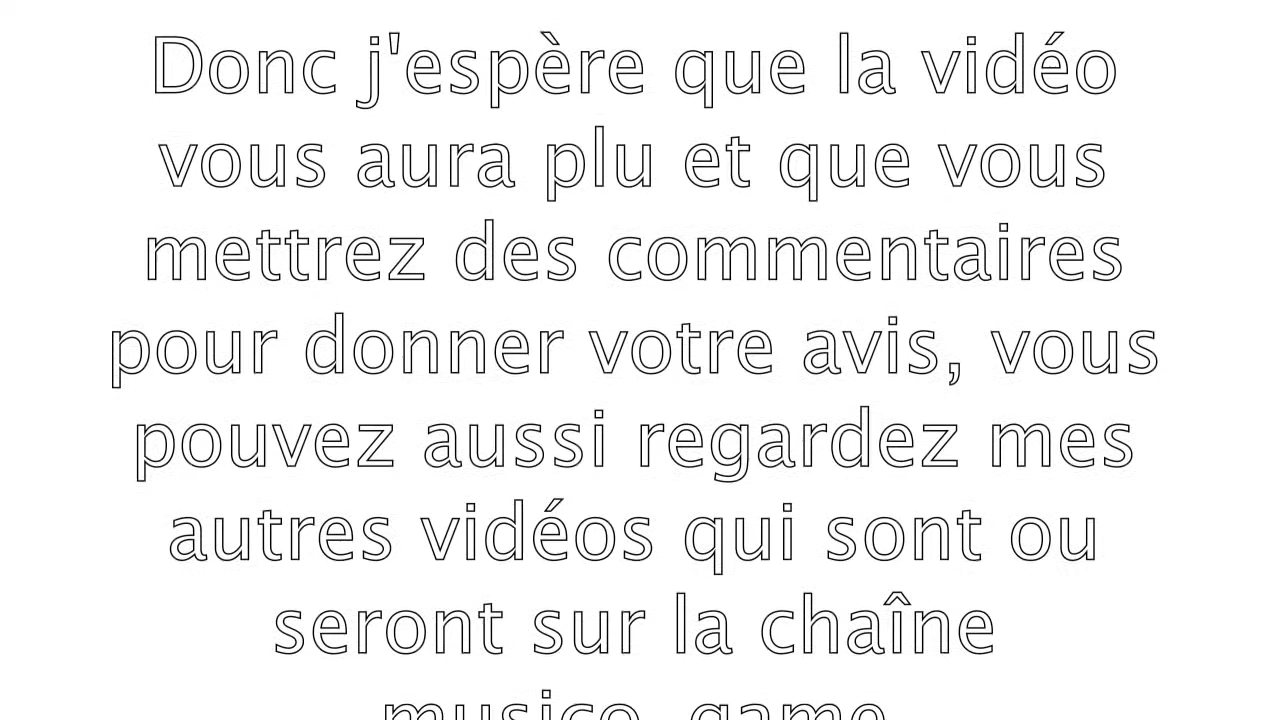 Donc j'espère que la vidéo
vous aura plu et que vous
mettrez des commentaires
pour donner votre avis, vous
pouvez aussi regardez mes
autres vidéos qui sont ou
seront sur la chaîne
musico_game